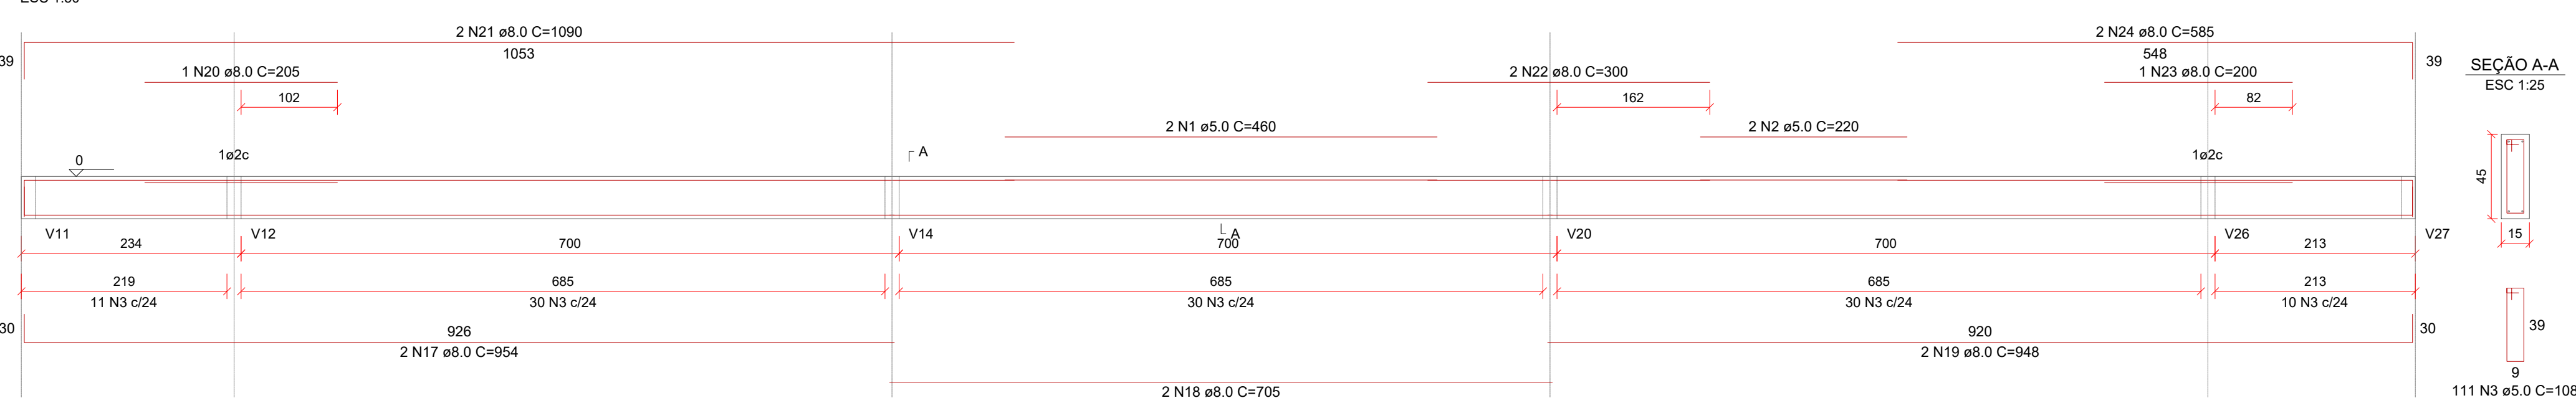 2 N21 ø8.0 C=1090
1053
39
1 N20 ø8.0 C=205
102
2 N22 ø8.0 C=300
162
2 N24 ø8.0 C=585
548
39
1 N23 ø8.0 C=200
82
2 N1 ø5.0 C=460
2 N2 ø5.0 C=220
SEÇÃO A-A
ESC 1:25
0
1ø2c
A
1ø2c
45
15
V11
V12
V14
A
V20
V26
V27
234
700
700
700
213
219
685
685
685
213
11 N3 c/24
30 N3 c/24
30 N3 c/24
30 N3 c/24
10 N3 c/24
30
926
2 N17 ø8.0 C=954
920
2 N19 ø8.0 C=948
30
2 N18 ø8.0 C=705
39
9
111 N3 ø5.0 C=108